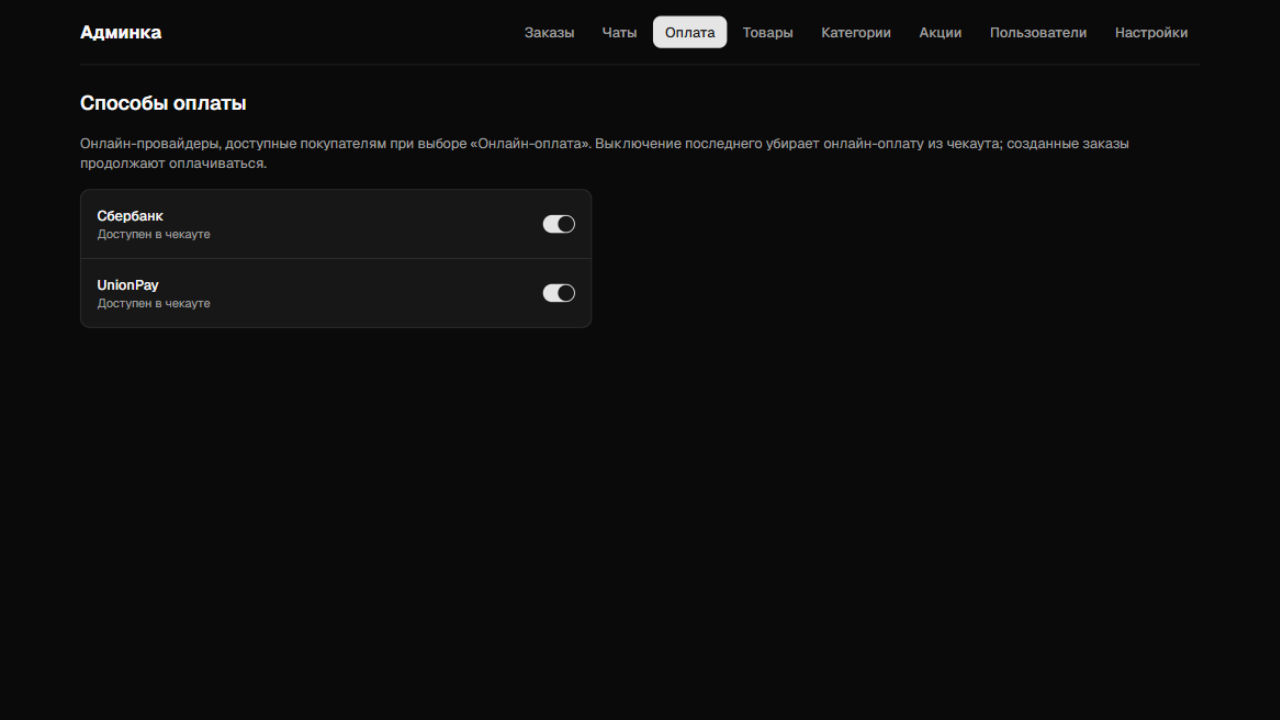 Админка
Заказы Чаты Оплата Товары Категории Акции Пользователи Настройки
Способы оплаты
Онлайн-провайдеры, доступные покупателям при выборе «Онлайн-оплата». Выключение последнего убирает онлайн-оплату из чекаута; созданные заказы
продолжают оплачиваться.
Сбербанк
Доступен в чекауте
UnionPay
Доступен в чекауте